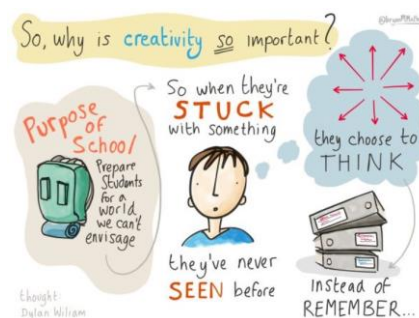 So, why is creativity so important?
Purpose
of
School
Prepare
Students
for a
world
we can't
envisage
thought:
Dylan Wiliam
So when they're
STUCK
with something
they've never
SEEN before
they choose to
THINK
instead of
REMEMBER...